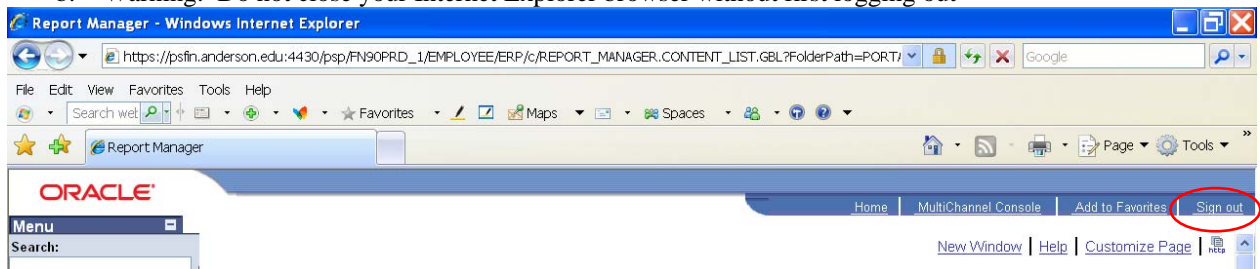 Warning: Do not close your Internet Explorer browser without first logging out
Report Manager - Windows Internet Explorer
https://psfin.anderson.edu:4430/psp/FN90PRD_1/EMPLOYEE/ERP/c/REPORT_MANAGER.CONTENT_LIST.GBL?FolderPath=PORTA
Google
File Edit View Favorites Tools Help
Search wet Favorites Maps Spaces
Report Manager Page Tools »
ORACLE
Home MultiChannel Console Add to Favorites Sign out
Menu
Search: New Window | Help | Customize Page | http